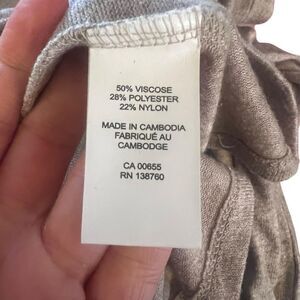 50% VISCOSE
28% POLYESTER
22% NYLON
MADE IN CAMBODIA
FABRIQUÉ AU
CAMBODGE
CA 00655
RN 138760